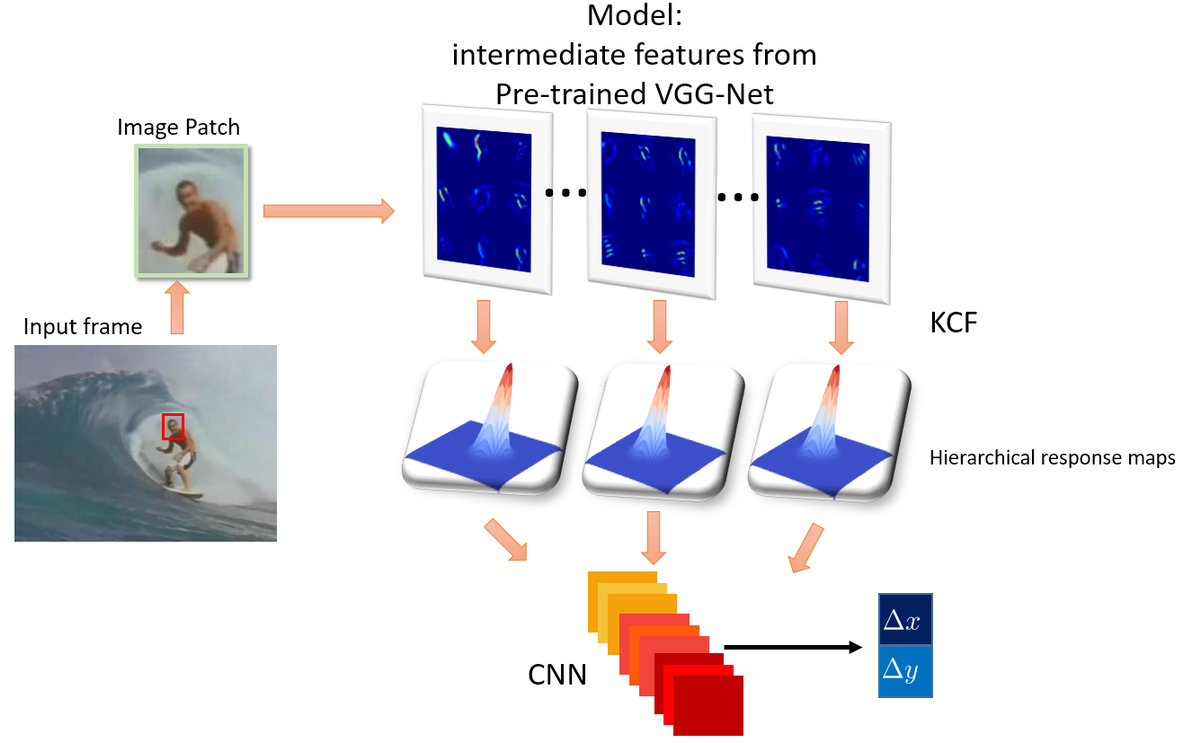 Model:
intermediate features from
Pre-trained VGG-Net
Image Patch
Input frame
KCF
Hierarchical response maps
CNN
Δx
Δy